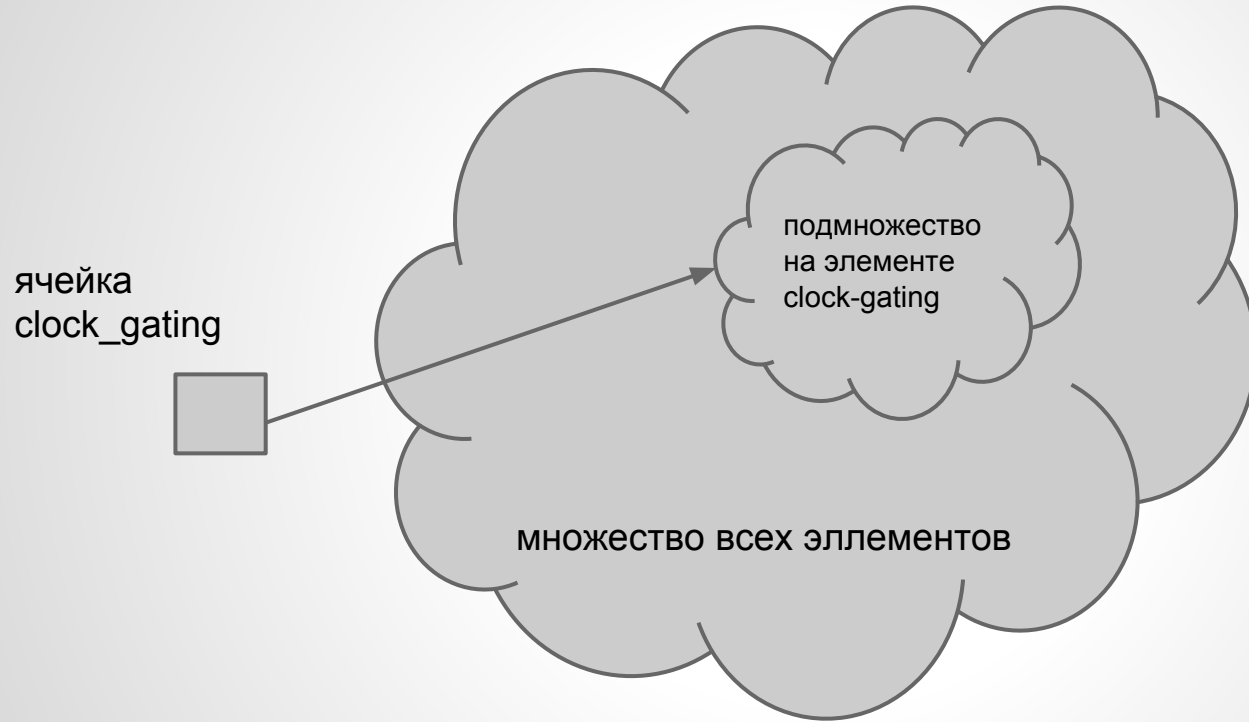 ячейка
clock_gating
подмножество
на элементе
clock-gating
множество всех эллементов